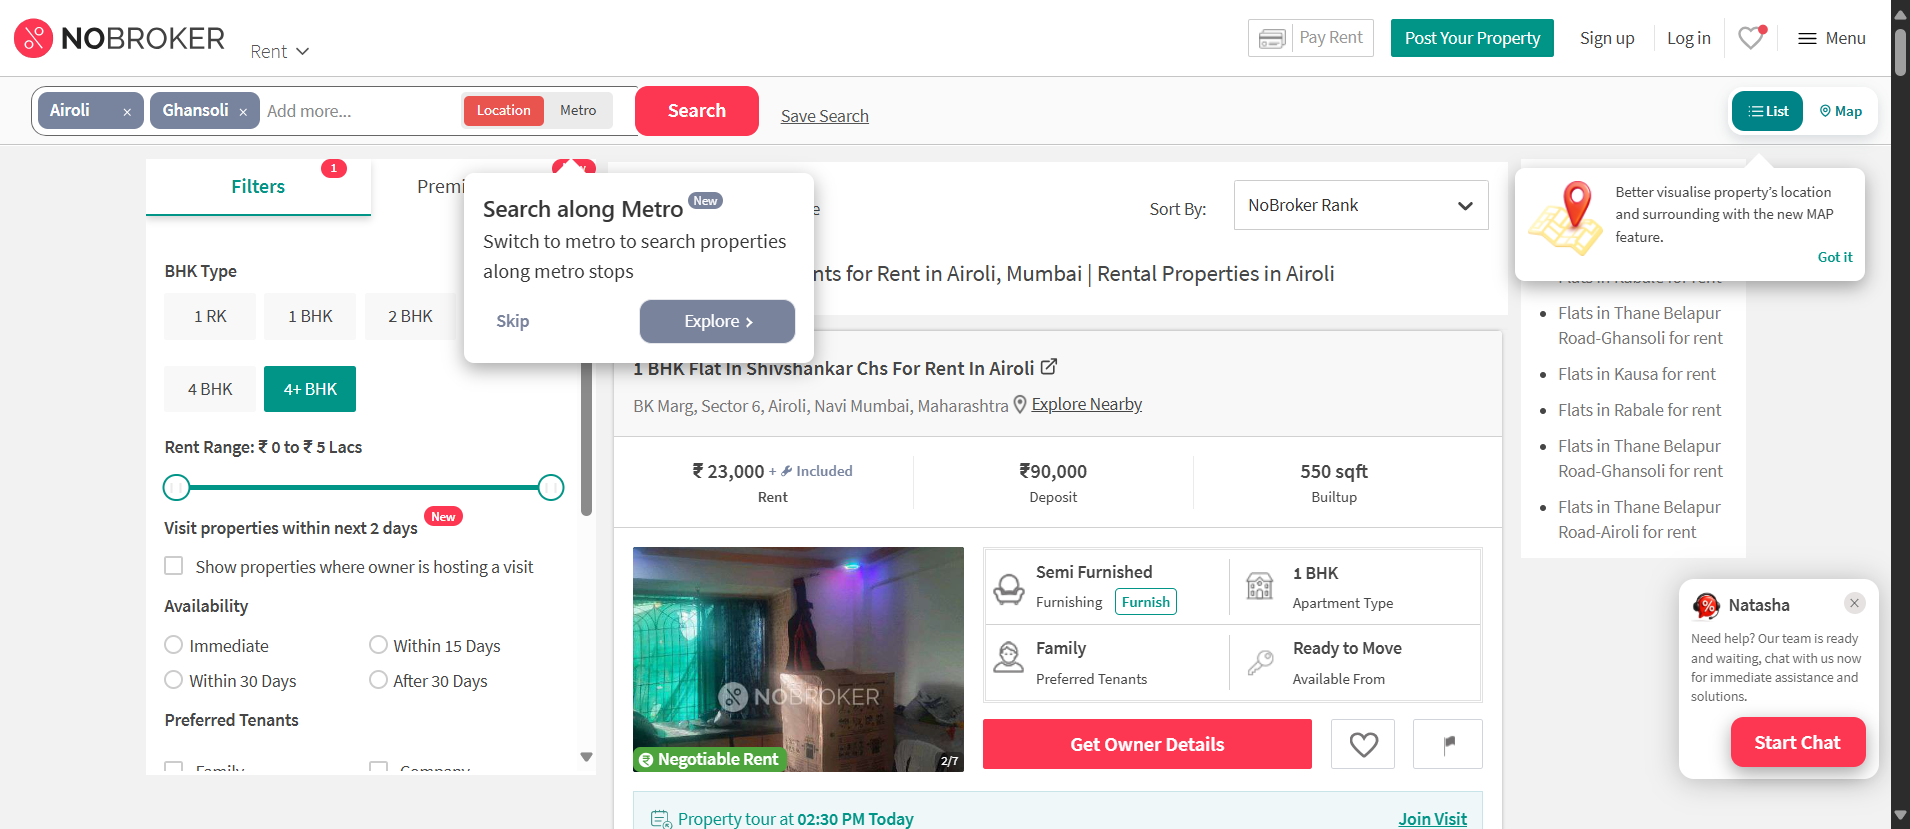 NOBROKER
Rent
Pay Rent
Post Your Property
Sign up
Log in
Menu
Airoli ×
Ghansoli ×
Add more...
Location
Metro
Search
Save Search
List
Map
Filters
1
Premi
Search along Metro New
Switch to metro to search properties
along metro stops
Skip
Explore >
Sort By:
NoBroker Rank
nts for Rent in Airoli, Mumbai | Rental Properties in Airoli
Better visualise property's location
and surrounding with the new MAP
feature.
Got it
Flats in Rabale for rent
Flats in Thane Belapur
Road-Ghansoli for rent
Flats in Kausa for rent
Flats in Rabale for rent
Flats in Thane Belapur
Road-Ghansoli for rent
Flats in Thane Belapur
Road-Airoli for rent
BHK Type
1 RK
1 BHK
2 BHK
4 BHK
4+ BHK
Rent Range: ₹ 0 to ₹ 5 Lacs
Visit properties within next 2 days New
Show properties where owner is hosting a visit
Availability
Immediate
Within 15 Days
Within 30 Days
After 30 Days
Preferred Tenants
Family
Company
1 BHK Flat In Shivshankar Chs For Rent In Airoli
BK Marg, Sector 6, Airoli, Navi Mumbai, Maharashtra Explore Nearby
₹ 23,000 + Included
Rent
₹90,000
Deposit
550 sqft
Builtup
NOBROKER
Negotiable Rent
2/7
Semi Furnished
Furnishing Furnish
1 BHK
Apartment Type
Family
Preferred Tenants
Ready to Move
Available From
Get Owner Details
Property tour at 02:30 PM Today
Join Visit
Natasha
Need help? Our team is ready
and waiting, chat with us now
for immediate assistance and
solutions.
Start Chat